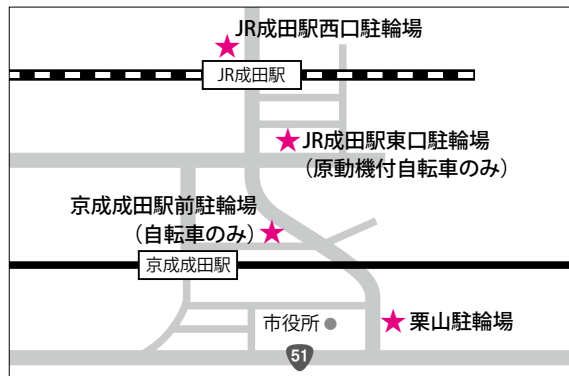 JR成田駅西口駐輪場
JR成田駅
JR成田駅東口駐輪場
（原動機付自転車のみ）
京成成田駅前駐輪場
（自転車のみ）
京成成田駅
市役所
栗山駐輪場
51